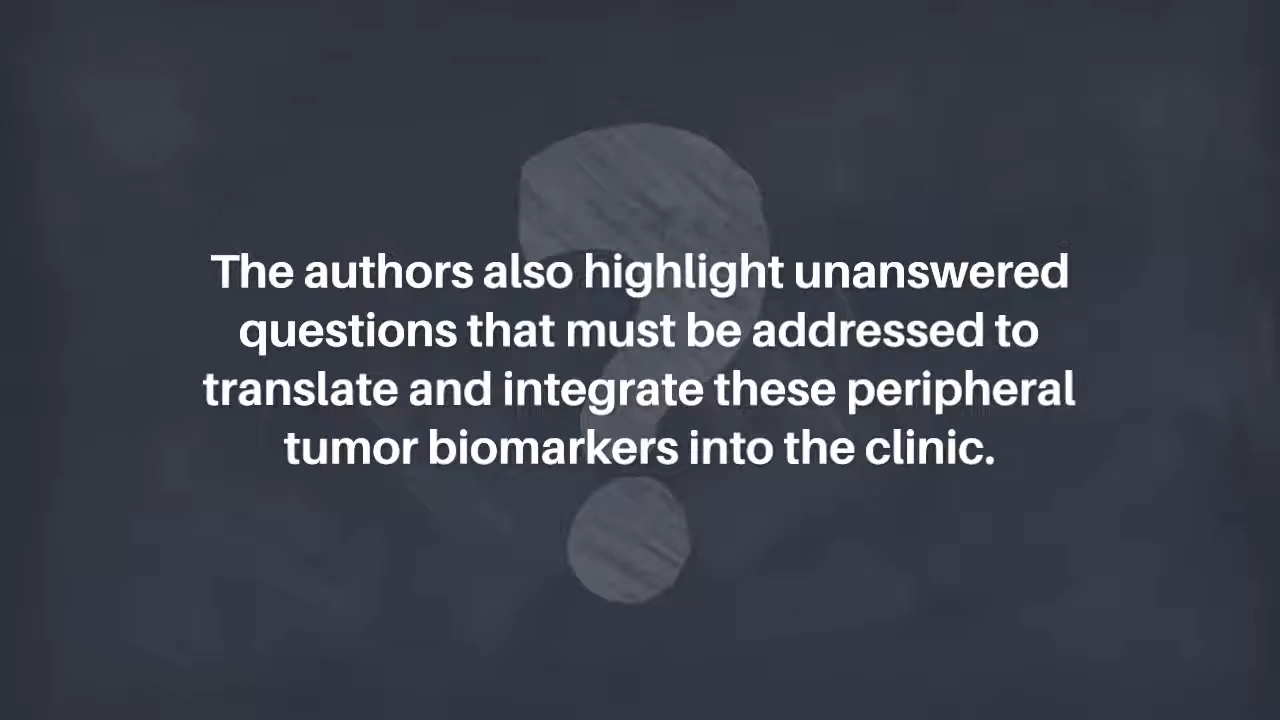 The authors also highlight unanswered
questions that must be addressed to
translate and integrate these peripheral
tumor biomarkers into the clinic.